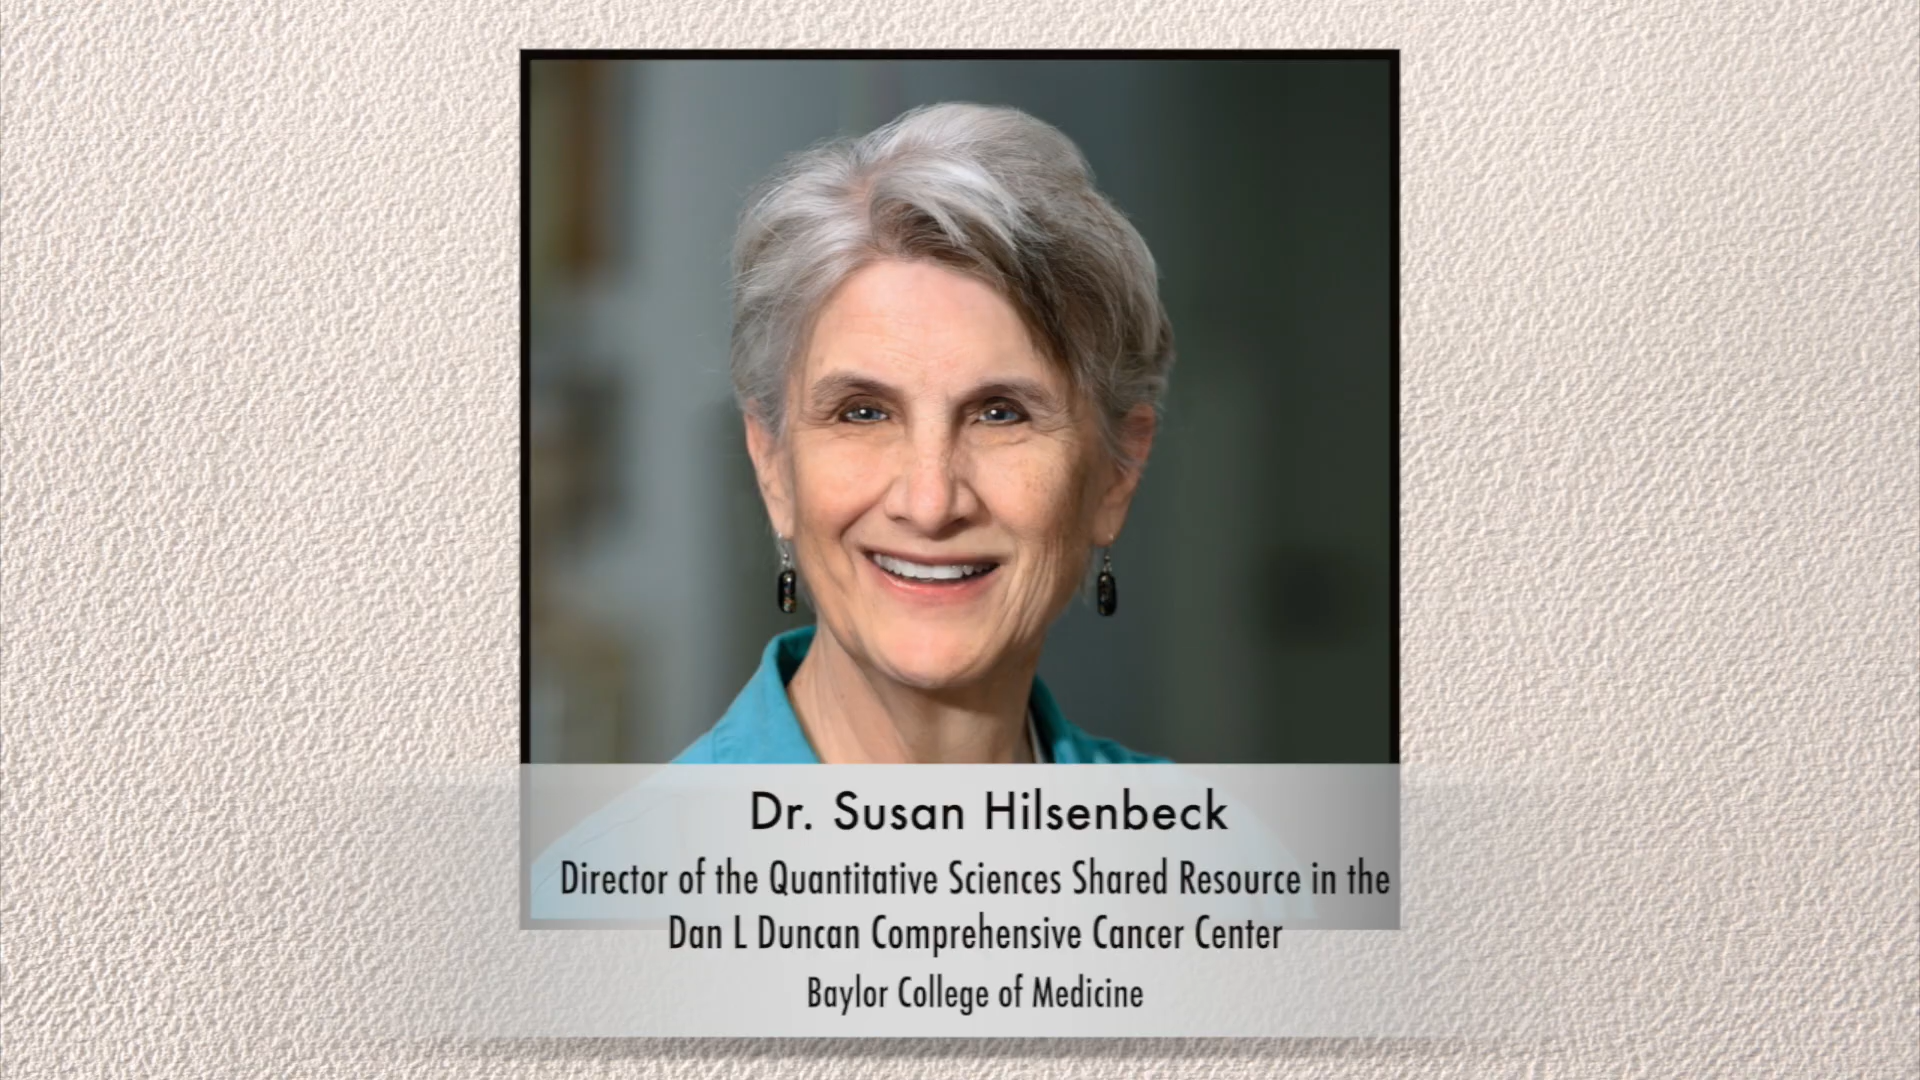 Dr. Susan Hilsenbeck
Director of the Quantitative Sciences Shared Resource in the
Dan L Duncan Comprehensive Cancer Center
Baylor College of Medicine